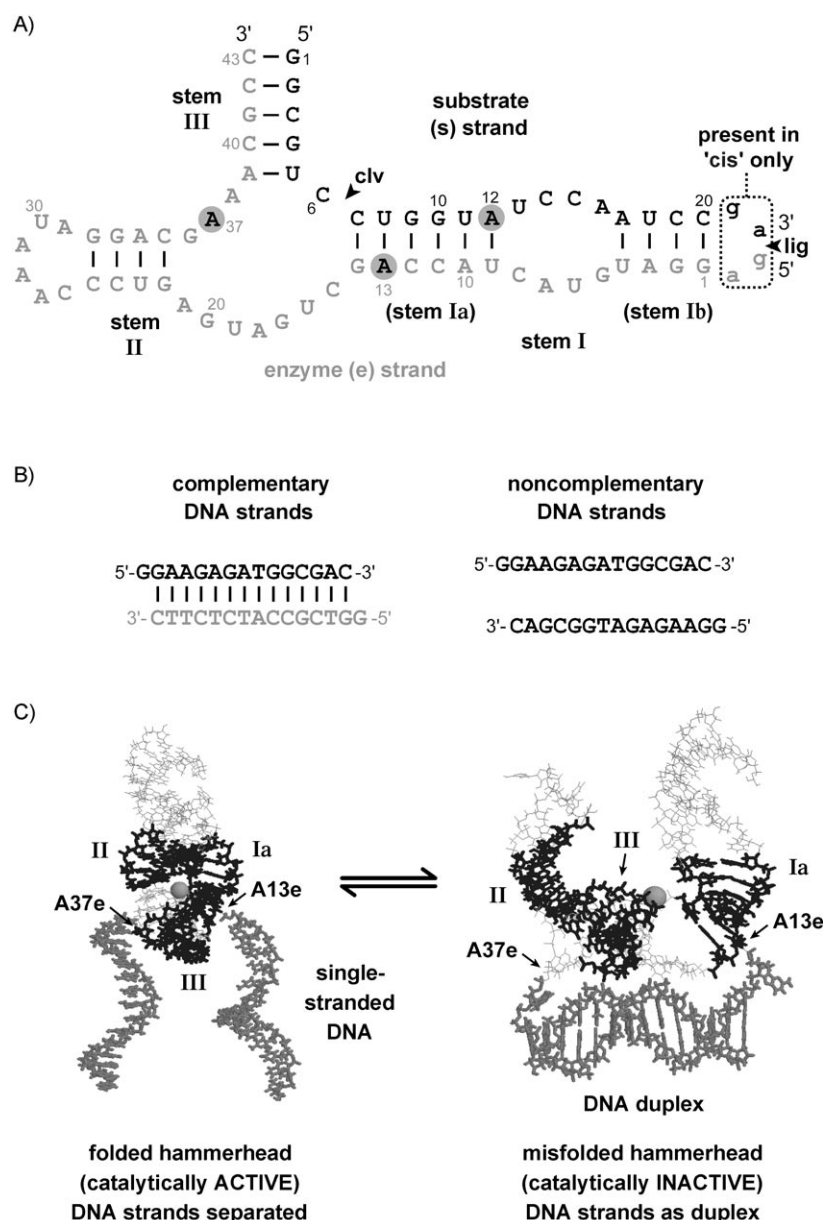 A)
3' 5'
43 C G 1
C C
G C
40 C G
A U
stem III
substrate (s) strand
present in 'cis' only
clv
C 6
30 U A G G A C G A 37 A
A A A C C C U G A G 20 U A G U C
stem II
C U G G 10 U A 12 U C C A A U C C 20 g a 3'
lig
G A 13 C C A 10 U C A U G U A G G 1 a g 5'
(stem Ia)
(stem Ib)
stem I
enzyme (e) strand
B)
complementary
DNA strands
5'-GGAAGAGATGGCGAC-3'
3'-CTTCTCTACCGCTGG-5'
noncomplementary
DNA strands
5'-GGAAGAGATGGCGAC-3'
3'-CAGCGGTAGAGAAGG-5'
C)
II
Ia
A37e
A13e
III
single-
stranded
DNA
folded hammerhead
(catalytically ACTIVE)
DNA strands separated
III
II
Ia
A37e
A13e
DNA duplex
misfolded hammerhead
(catalytically INACTIVE)
DNA strands as duplex